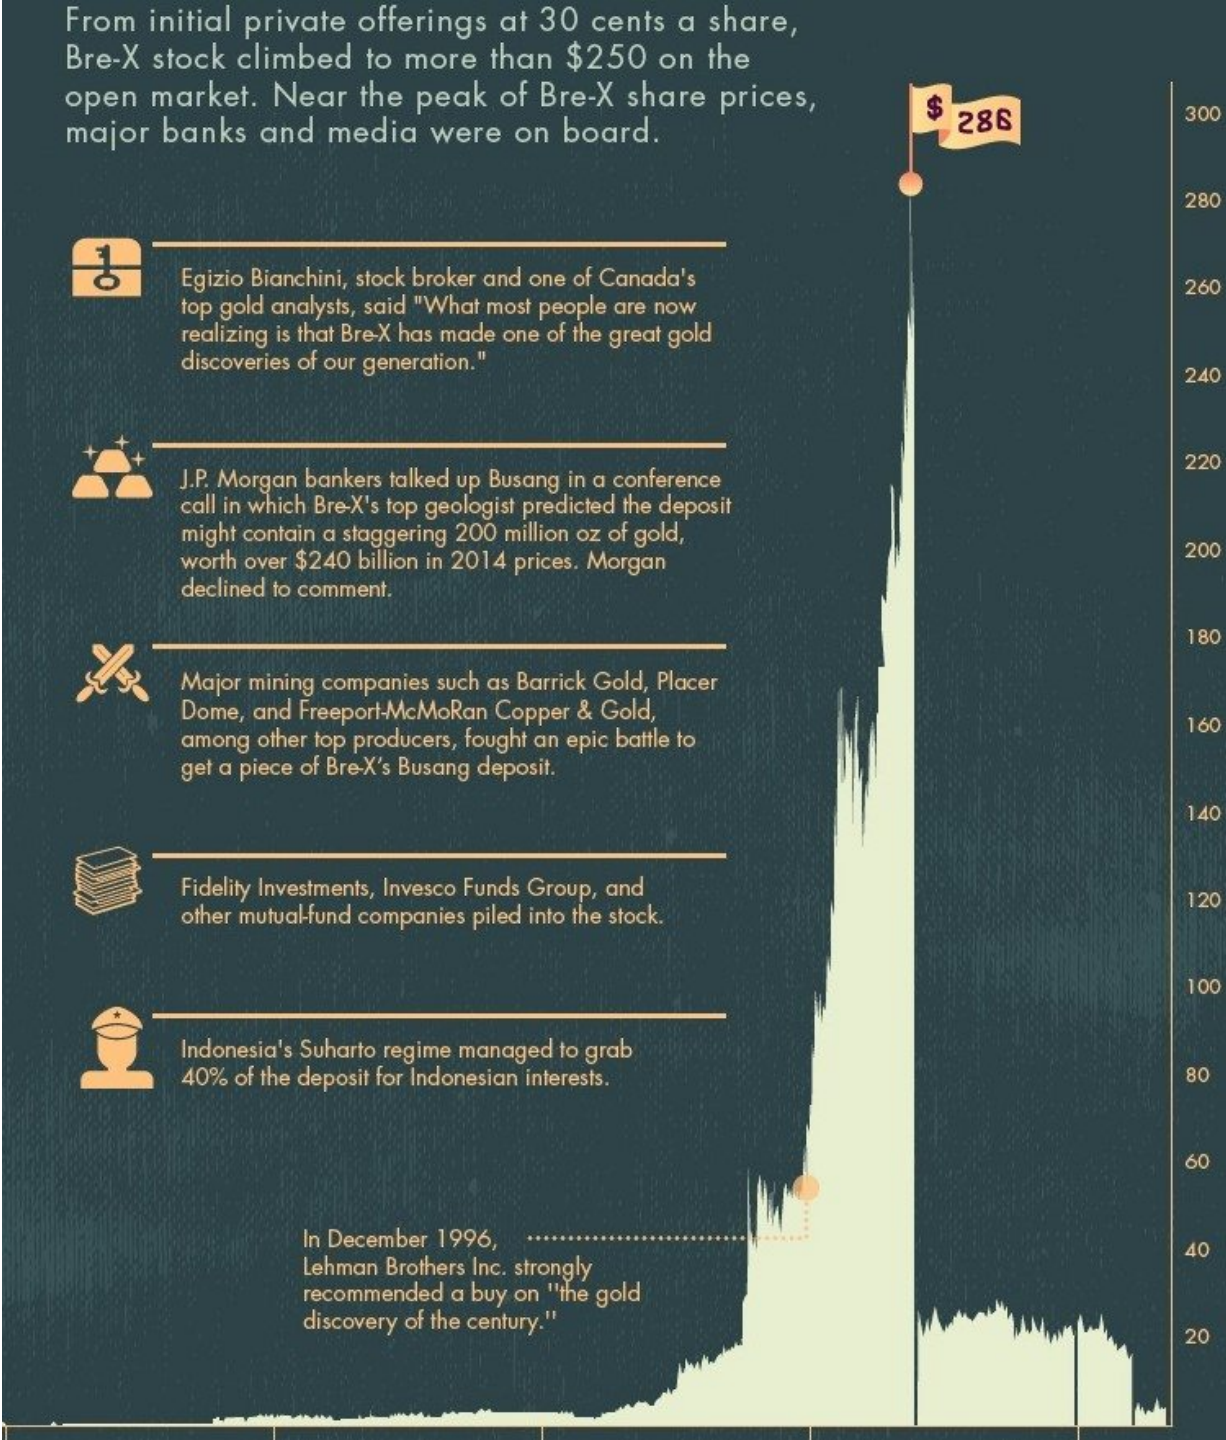 From initial private offerings at 30 cents a share,
Bre-X stock climbed to more than $250 on the
open market. Near the peak of Bre-X share prices,
major banks and media were on board.
$ 286
Egizio Bianchini, stock broker and one of Canada's
top gold analysts, said "What most people are now
realizing is that Bre-X has made one of the great gold
discoveries of our generation."
J.P. Morgan bankers talked up Busang in a conference
call in which Bre-X's top geologist predicted the deposit
might contain a staggering 200 million oz of gold,
worth over $240 billion in 2014 prices. Morgan
declined to comment.
Major mining companies such as Barrick Gold, Placer
Dome, and Freeport-McMoRan Copper & Gold,
among other top producers, fought an epic battle to
get a piece of Bre-X's Busang deposit.
Fidelity Investments, Invesco Funds Group, and
other mutual-fund companies piled into the stock.
Indonesia's Suharto regime managed to grab
40% of the deposit for Indonesian interests.
In December 1996,
Lehman Brothers Inc. strongly
recommended a buy on ''the gold
discovery of the century.''
300
280
260
240
220
200
180
160
140
120
100
80
60
40
20